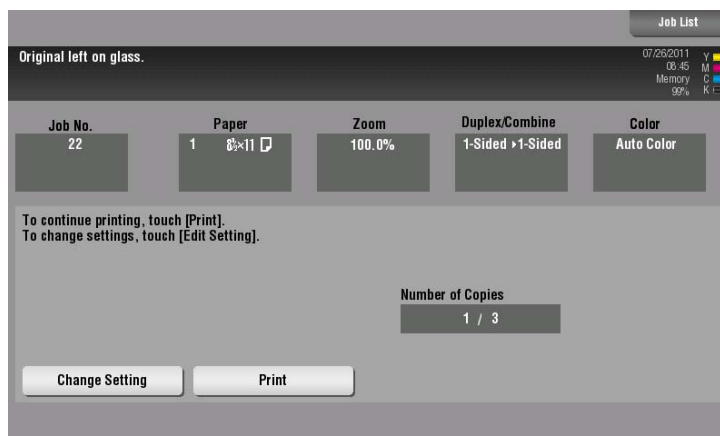 Job List
Original left on glass.
07/26/2011
08:45
Memory
99%
Y
M
C
K
Job No.
22
Paper
1 8½×11
Zoom
100.0%
Duplex/Combine
1-Sided ▸1-Sided
Color
Auto Color
To continue printing, touch [Print].
To change settings, touch [Edit Setting].
Number of Copies
1 / 3
Change Setting
Print